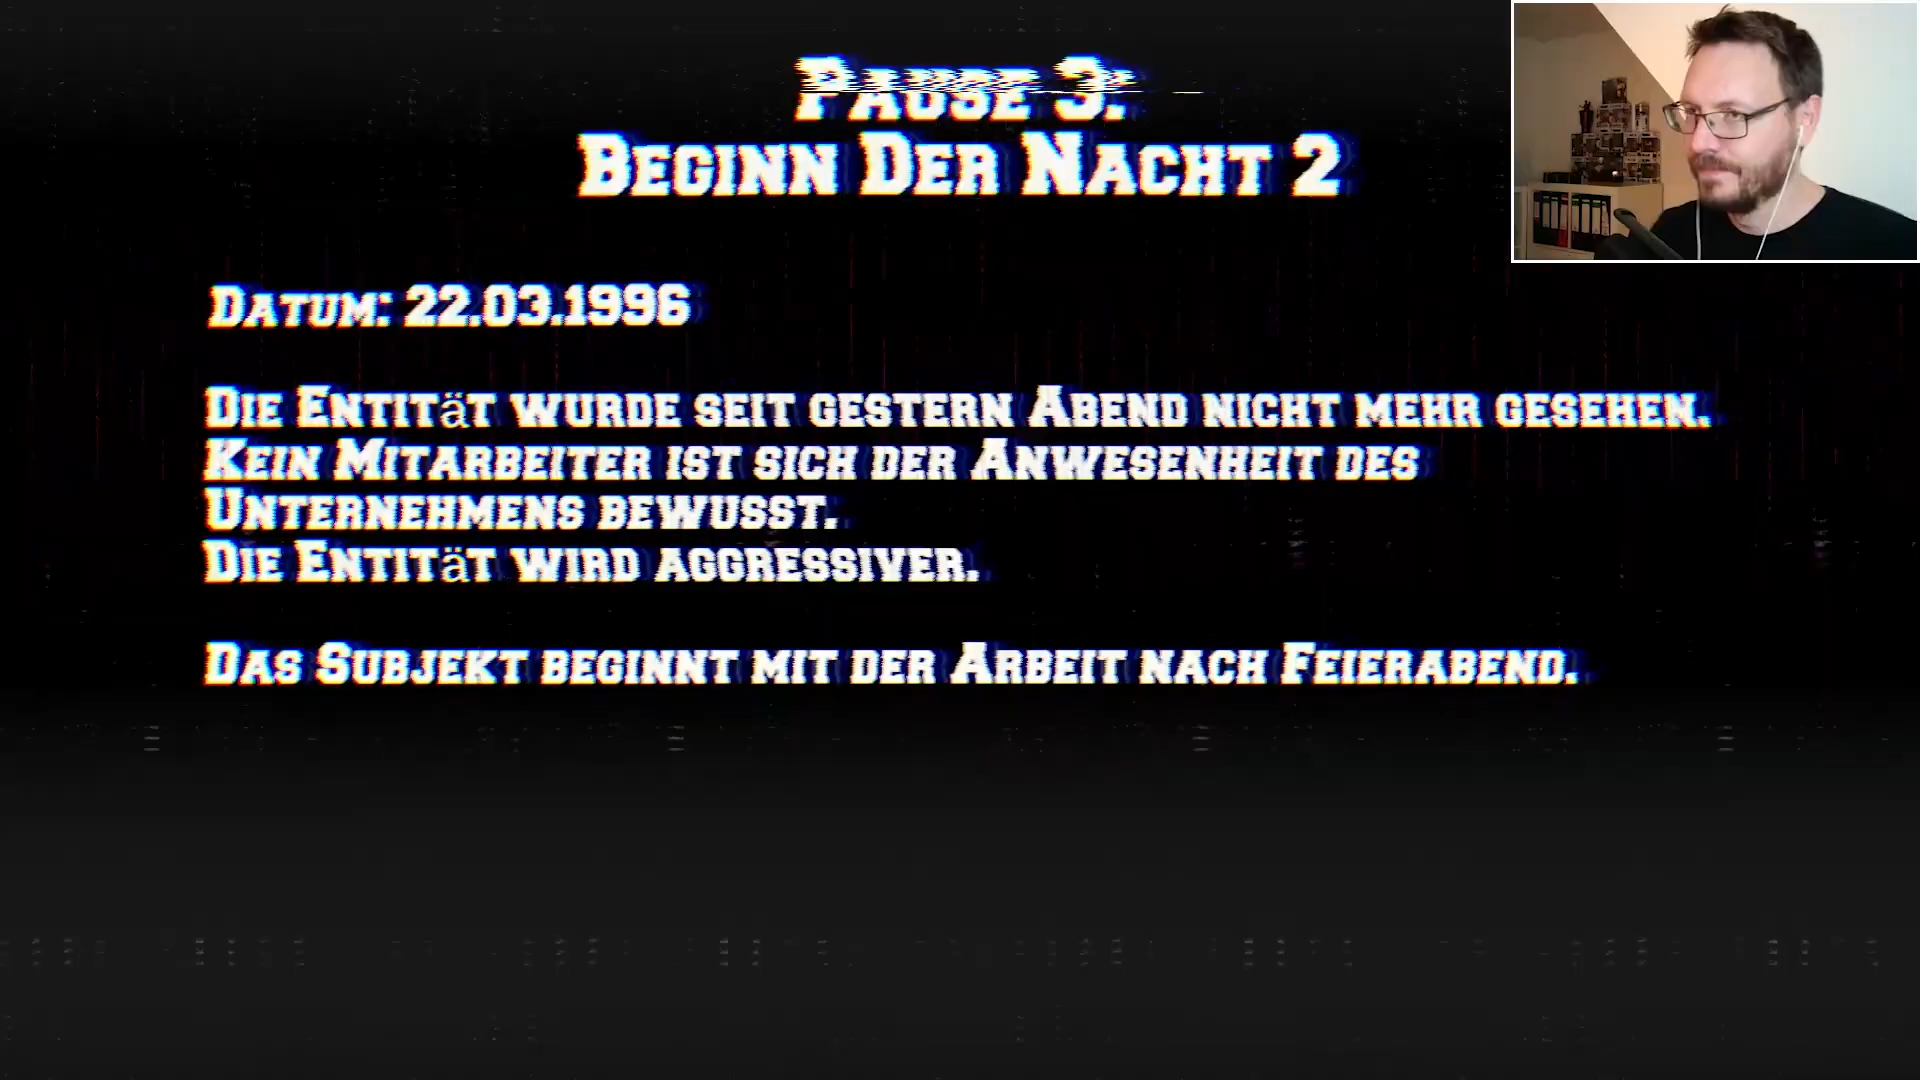 Pause 3:
Beginn Der Nacht 2
Datum: 22.03.1996
Die Entität wurde seit gestern Abend nicht mehr gesehen.
Kein Mitarbeiter ist sich der Anwesenheit des
Unternehmens bewusst.
Die Entität wird aggressiver.
Das Subjekt beginnt mit der Arbeit nach Feierabend.